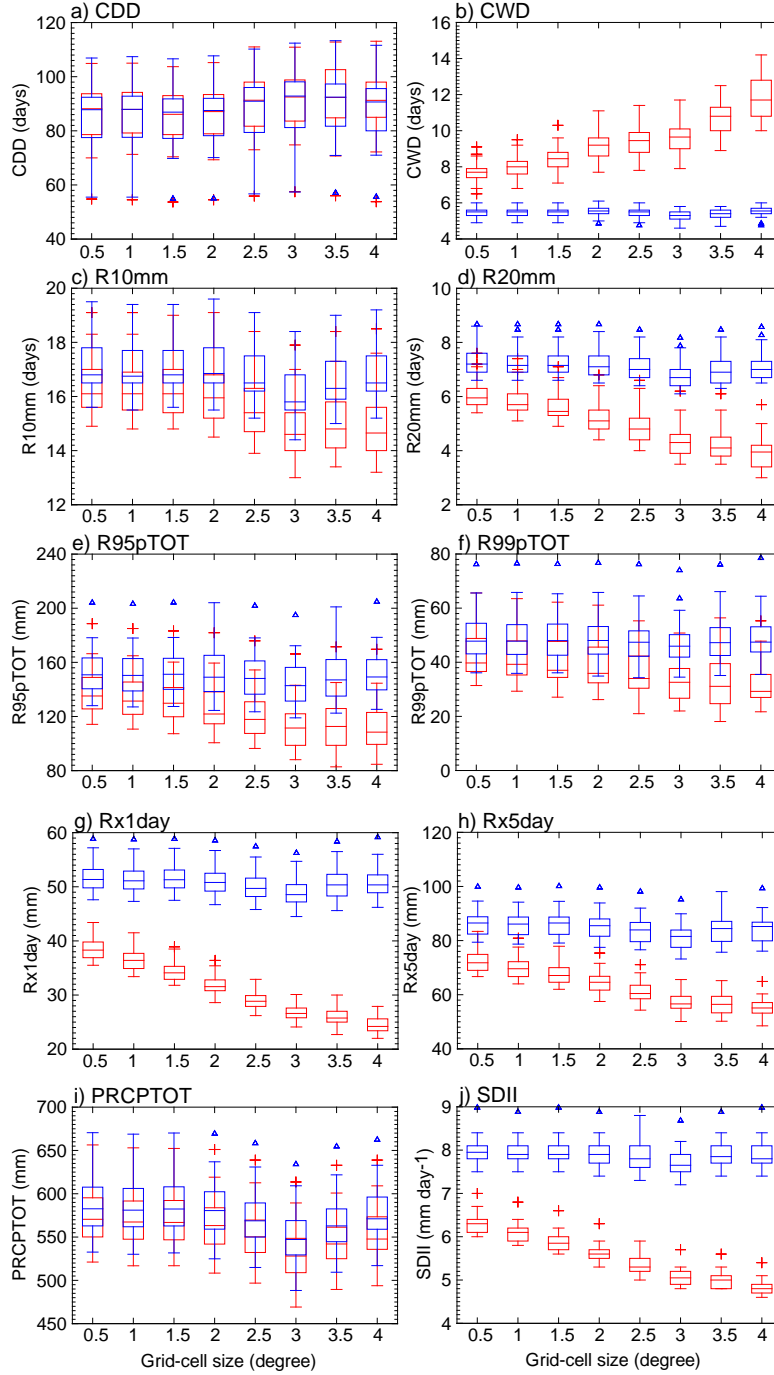 a) CDD
CDD (days)
120
100
80
60
40
0.5 1 1.5 2 2.5 3 3.5 4
b) CWD
CWD (days)
16
14
12
10
8
6
4
0.5 1 1.5 2 2.5 3 3.5 4
c) R10mm
R10mm (days)
20
18
16
14
12
0.5 1 1.5 2 2.5 3 3.5 4
d) R20mm
R20mm (days)
10
8
6
4
2
0.5 1 1.5 2 2.5 3 3.5 4
e) R95pTOT
R95pTOT (mm)
240
200
160
120
80
0.5 1 1.5 2 2.5 3 3.5 4
f) R99pTOT
R99pTOT (mm)
80
60
40
20
0
0.5 1 1.5 2 2.5 3 3.5 4
g) Rx1day
Rx1day (mm)
60
50
40
30
20
0.5 1 1.5 2 2.5 3 3.5 4
h) Rx5day
Rx5day (mm)
120
100
80
60
40
0.5 1 1.5 2 2.5 3 3.5 4
i) PRCPTOT
PRCPTOT (mm)
700
650
600
550
500
450
0.5 1 1.5 2 2.5 3 3.5 4
Grid-cell size (degree)
j) SDII
SDII (mm day-1)
9
8
7
6
5
4
0.5 1 1.5 2 2.5 3 3.5 4
Grid-cell size (degree)